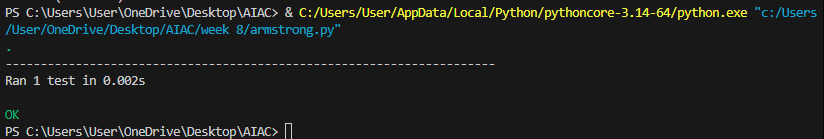 PS C:\Users\User\OneDrive\Desktop\AIAC> & C:/Users/User/AppData/Local/Python/pythoncore-3.14-64/python.exe "c:/Users
/User/OneDrive/Desktop/AIAC/week 8/armstrong.py"
.
----------------------------------------------------------------------
Ran 1 test in 0.002s
OK
PS C:\Users\User\OneDrive\Desktop\AIAC>